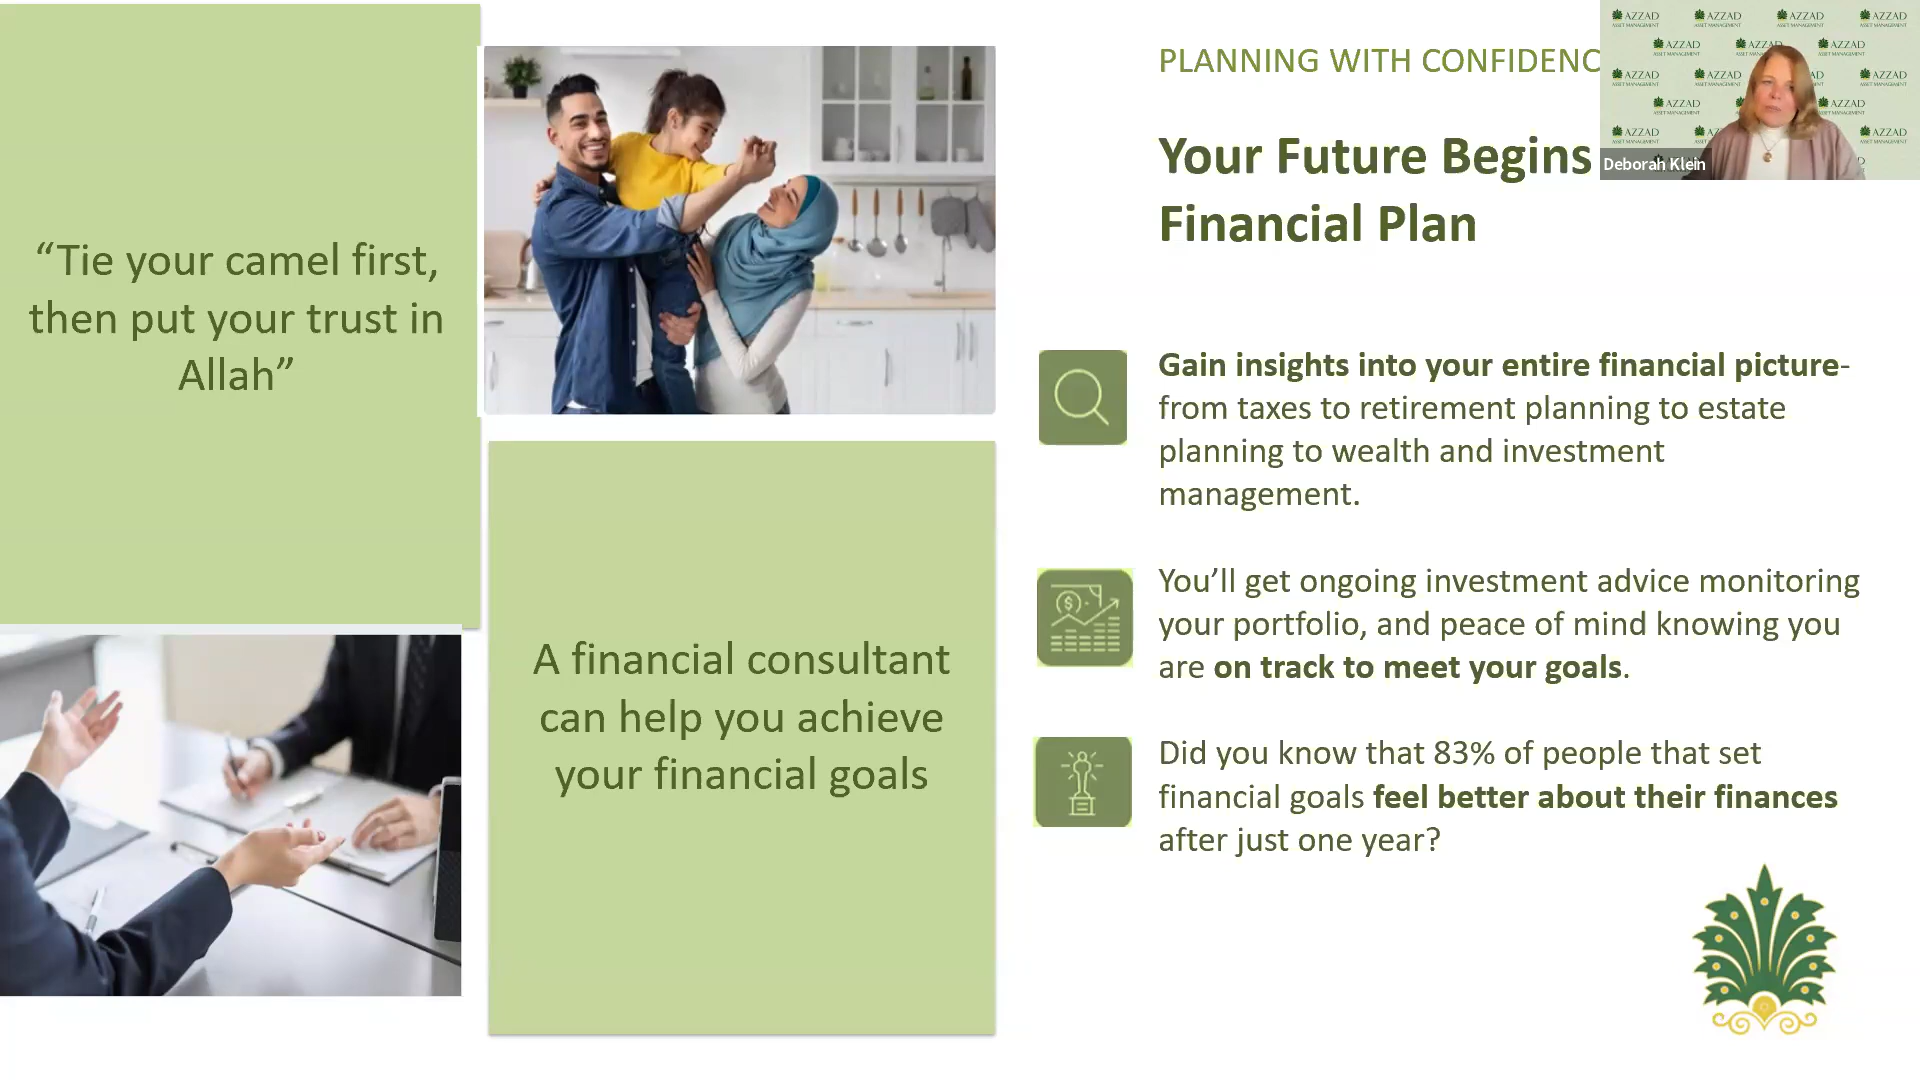 “Tie your camel first,
then put your trust in
Allah”
A financial consultant
can help you achieve
your financial goals
PLANNING WITH CONFIDENC
Your Future Begins
Financial Plan
Gain insights into your entire financial picture-
from taxes to retirement planning to estate
planning to wealth and investment
management.
You’ll get ongoing investment advice monitoring
your portfolio, and peace of mind knowing you
are on track to meet your goals.
Did you know that 83% of people that set
financial goals feel better about their finances
after just one year?
AZZAD
ASSET MANAGEMENT
Deborah Klein